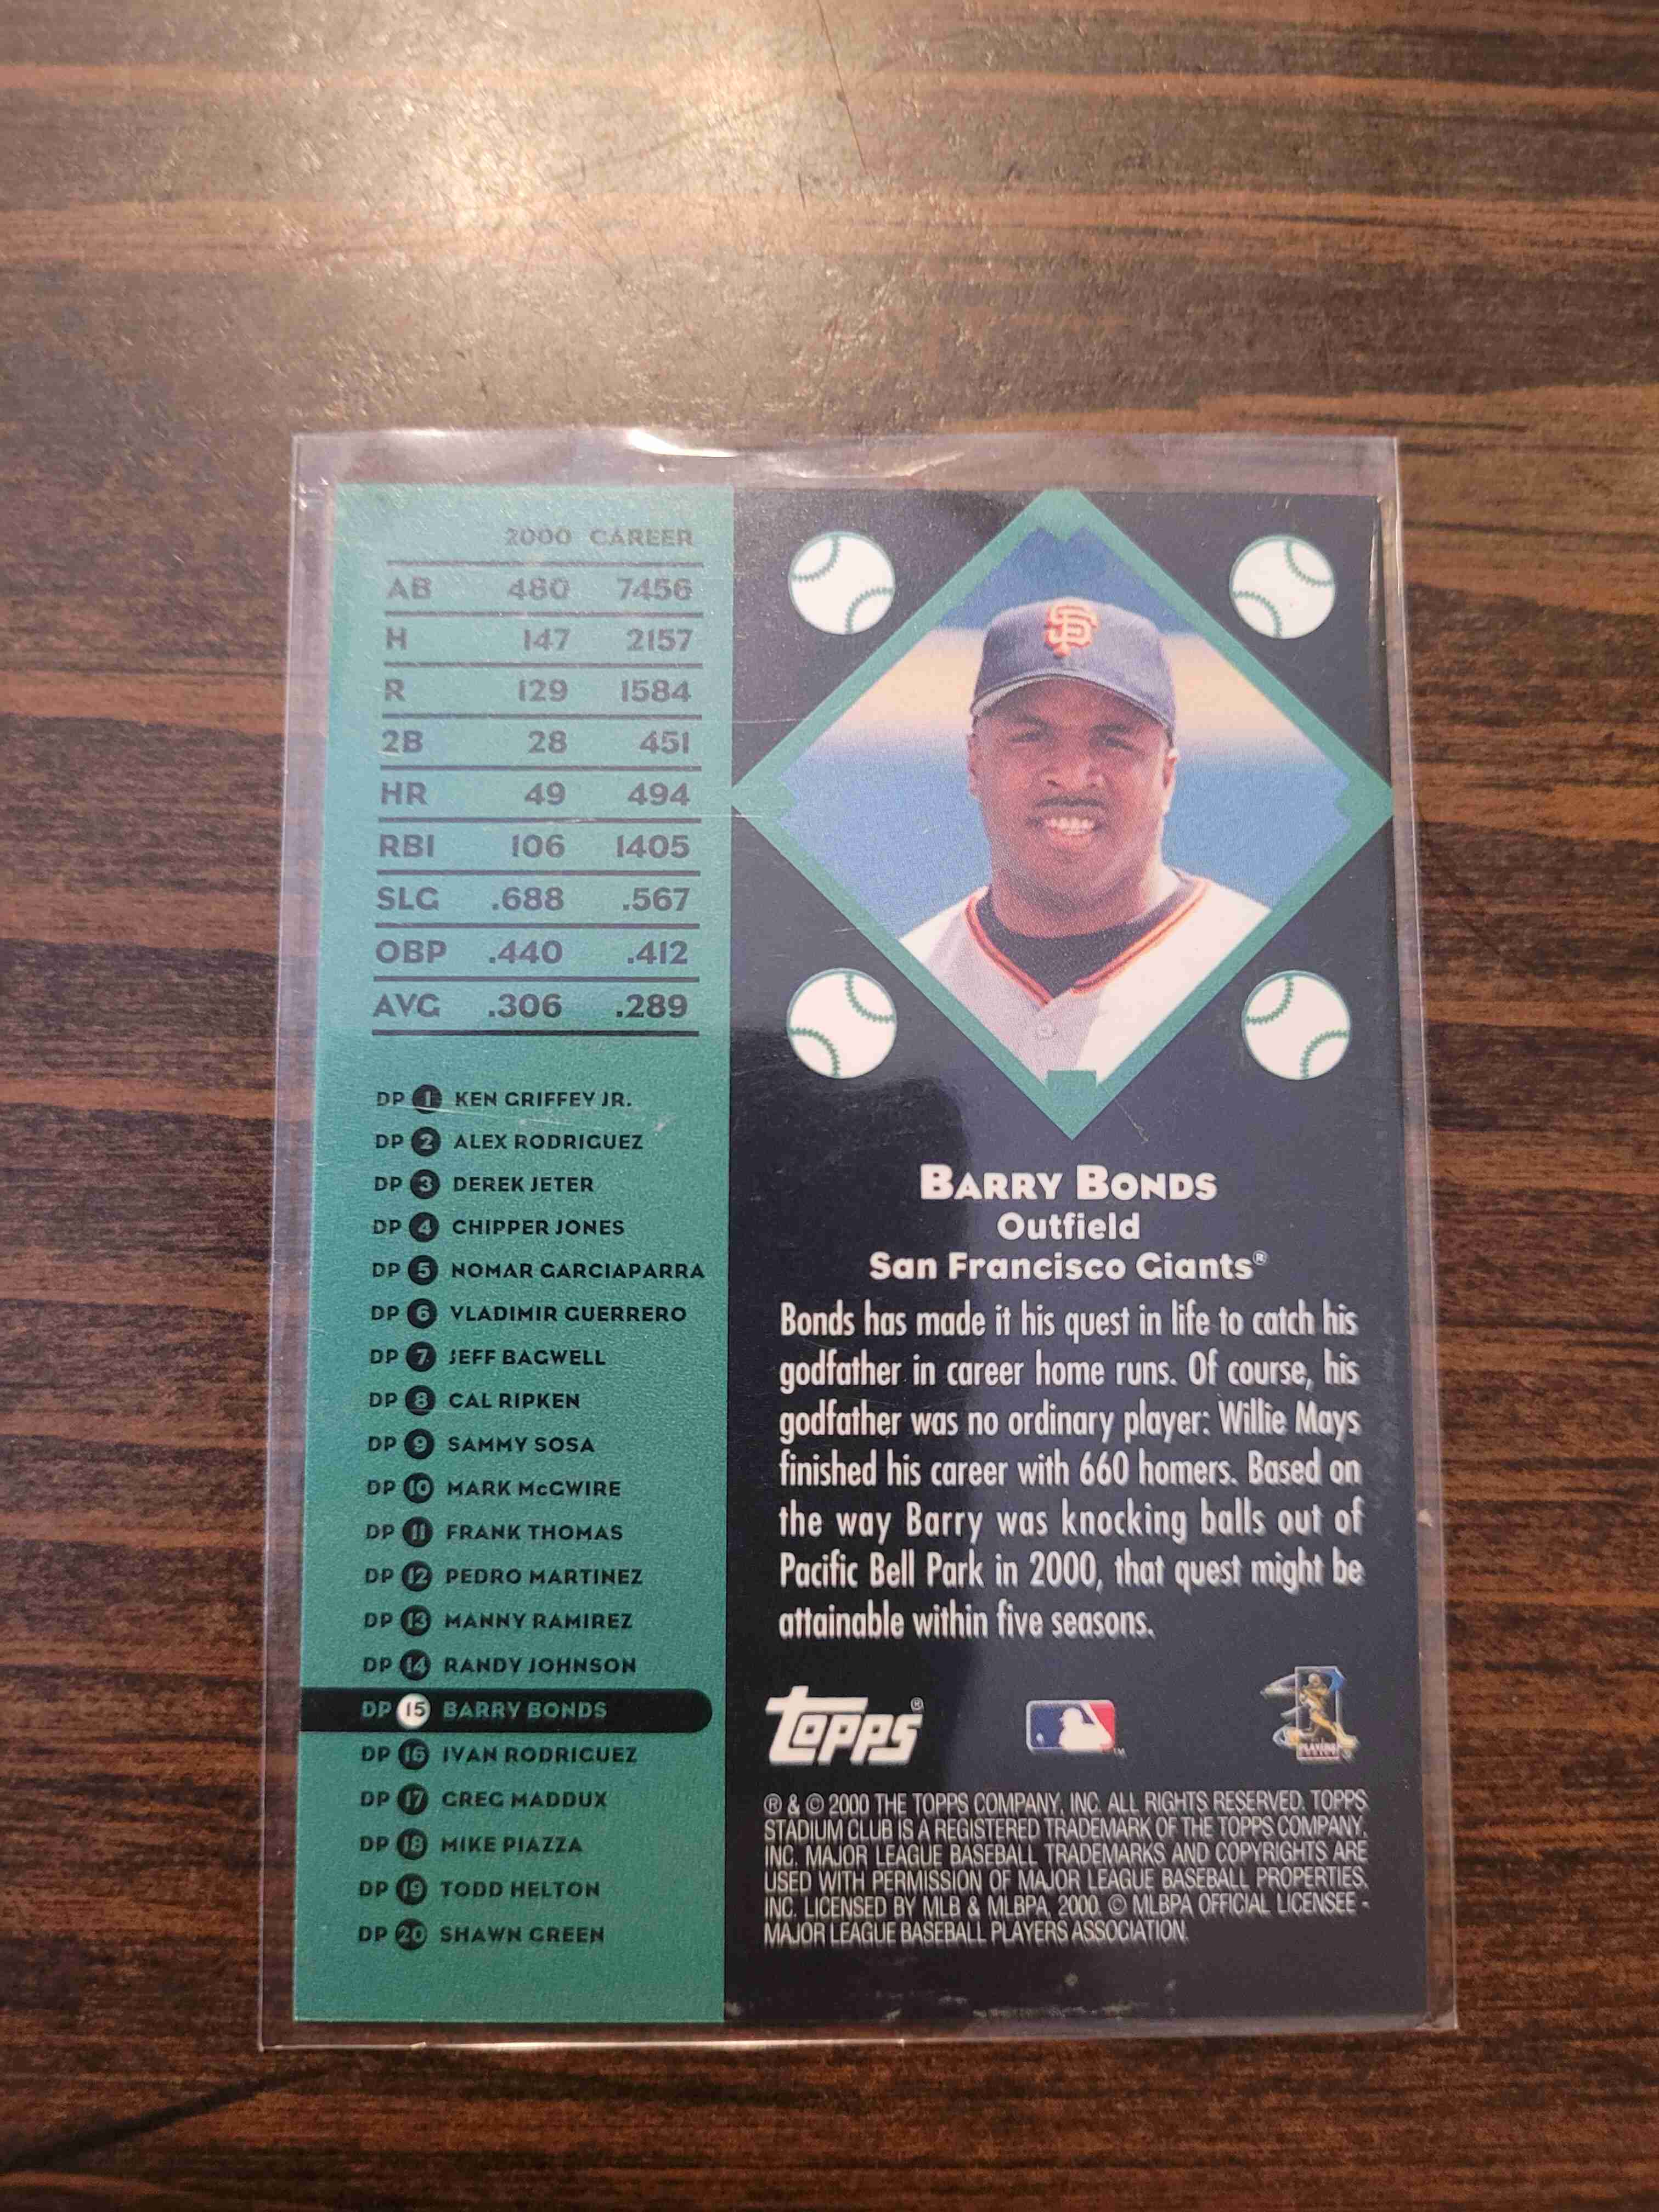 2000 CAREER
AB 480 7456
H 147 2157
R 129 1584
2B 28 451
HR 49 494
RBI 106 1405
SLG .688 .567
OBP .440 .412
AVG .306 .289
DP 1 KEN GRIFFEY JR.
DP 2 ALEX RODRIGUEZ
DP 3 DEREK JETER
DP 4 CHIPPER JONES
DP 5 NOMAR GARCIAPARRA
DP 6 VLADIMIR GUERRERO
DP 7 JEFF BAGWELL
DP 8 CAL RIPKEN
DP 9 SAMMY SOSA
DP 10 MARK McGWIRE
DP 11 FRANK THOMAS
DP 12 PEDRO MARTINEZ
DP 13 MANNY RAMIREZ
DP 14 RANDY JOHNSON
DP 15 BARRY BONDS
DP 16 IVAN RODRIGUEZ
DP 17 GREG MADDUX
DP 18 MIKE PIAZZA
DP 19 TODD HELTON
DP 20 SHAWN GREEN
SF
BARRY BONDS
Outfield
San Francisco Giants®
Bonds has made it his quest in life to catch his
godfather in career home runs. Of course, his
godfather was no ordinary player: Willie Mays
finished his career with 660 homers. Based on
the way Barry was knocking balls out of
Pacific Bell Park in 2000, that quest might be
attainable within five seasons.
Topps®
™
® & © 2000 THE TOPPS COMPANY, INC. ALL RIGHTS RESERVED. TOPPS
STADIUM CLUB IS A REGISTERED TRADEMARK OF THE TOPPS COMPANY,
INC. MAJOR LEAGUE BASEBALL TRADEMARKS AND COPYRIGHTS ARE
USED WITH PERMISSION OF MAJOR LEAGUE BASEBALL PROPERTIES,
INC. LICENSED BY MLB & MLBPA, 2000. © MLBPA OFFICIAL LICENSEE -
MAJOR LEAGUE BASEBALL PLAYERS ASSOCIATION.